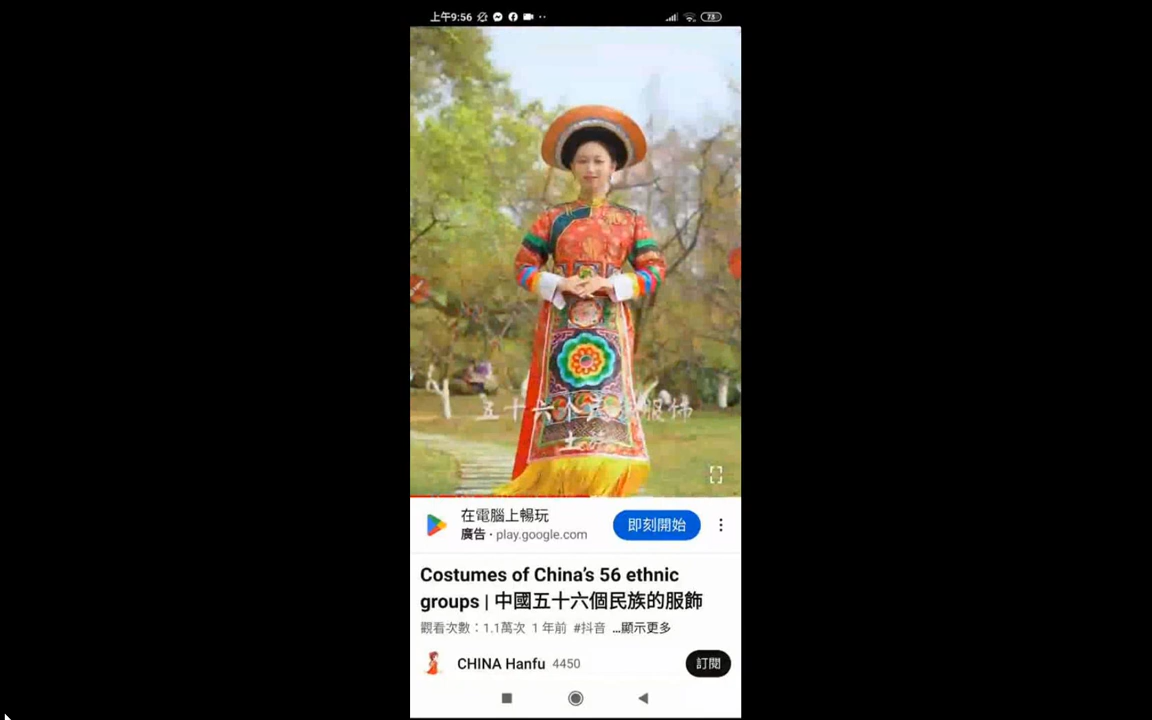 上午9:56
73
五十六个民族服饰
土族
在電腦上暢玩
廣告 · play.google.com
即刻開始
Costumes of China's 56 ethnic
groups | 中國五十六個民族的服飾
觀看次數：1.1萬次 1 年前 #抖音 ...顯示更多
CHINA Hanfu 4450
訂閱